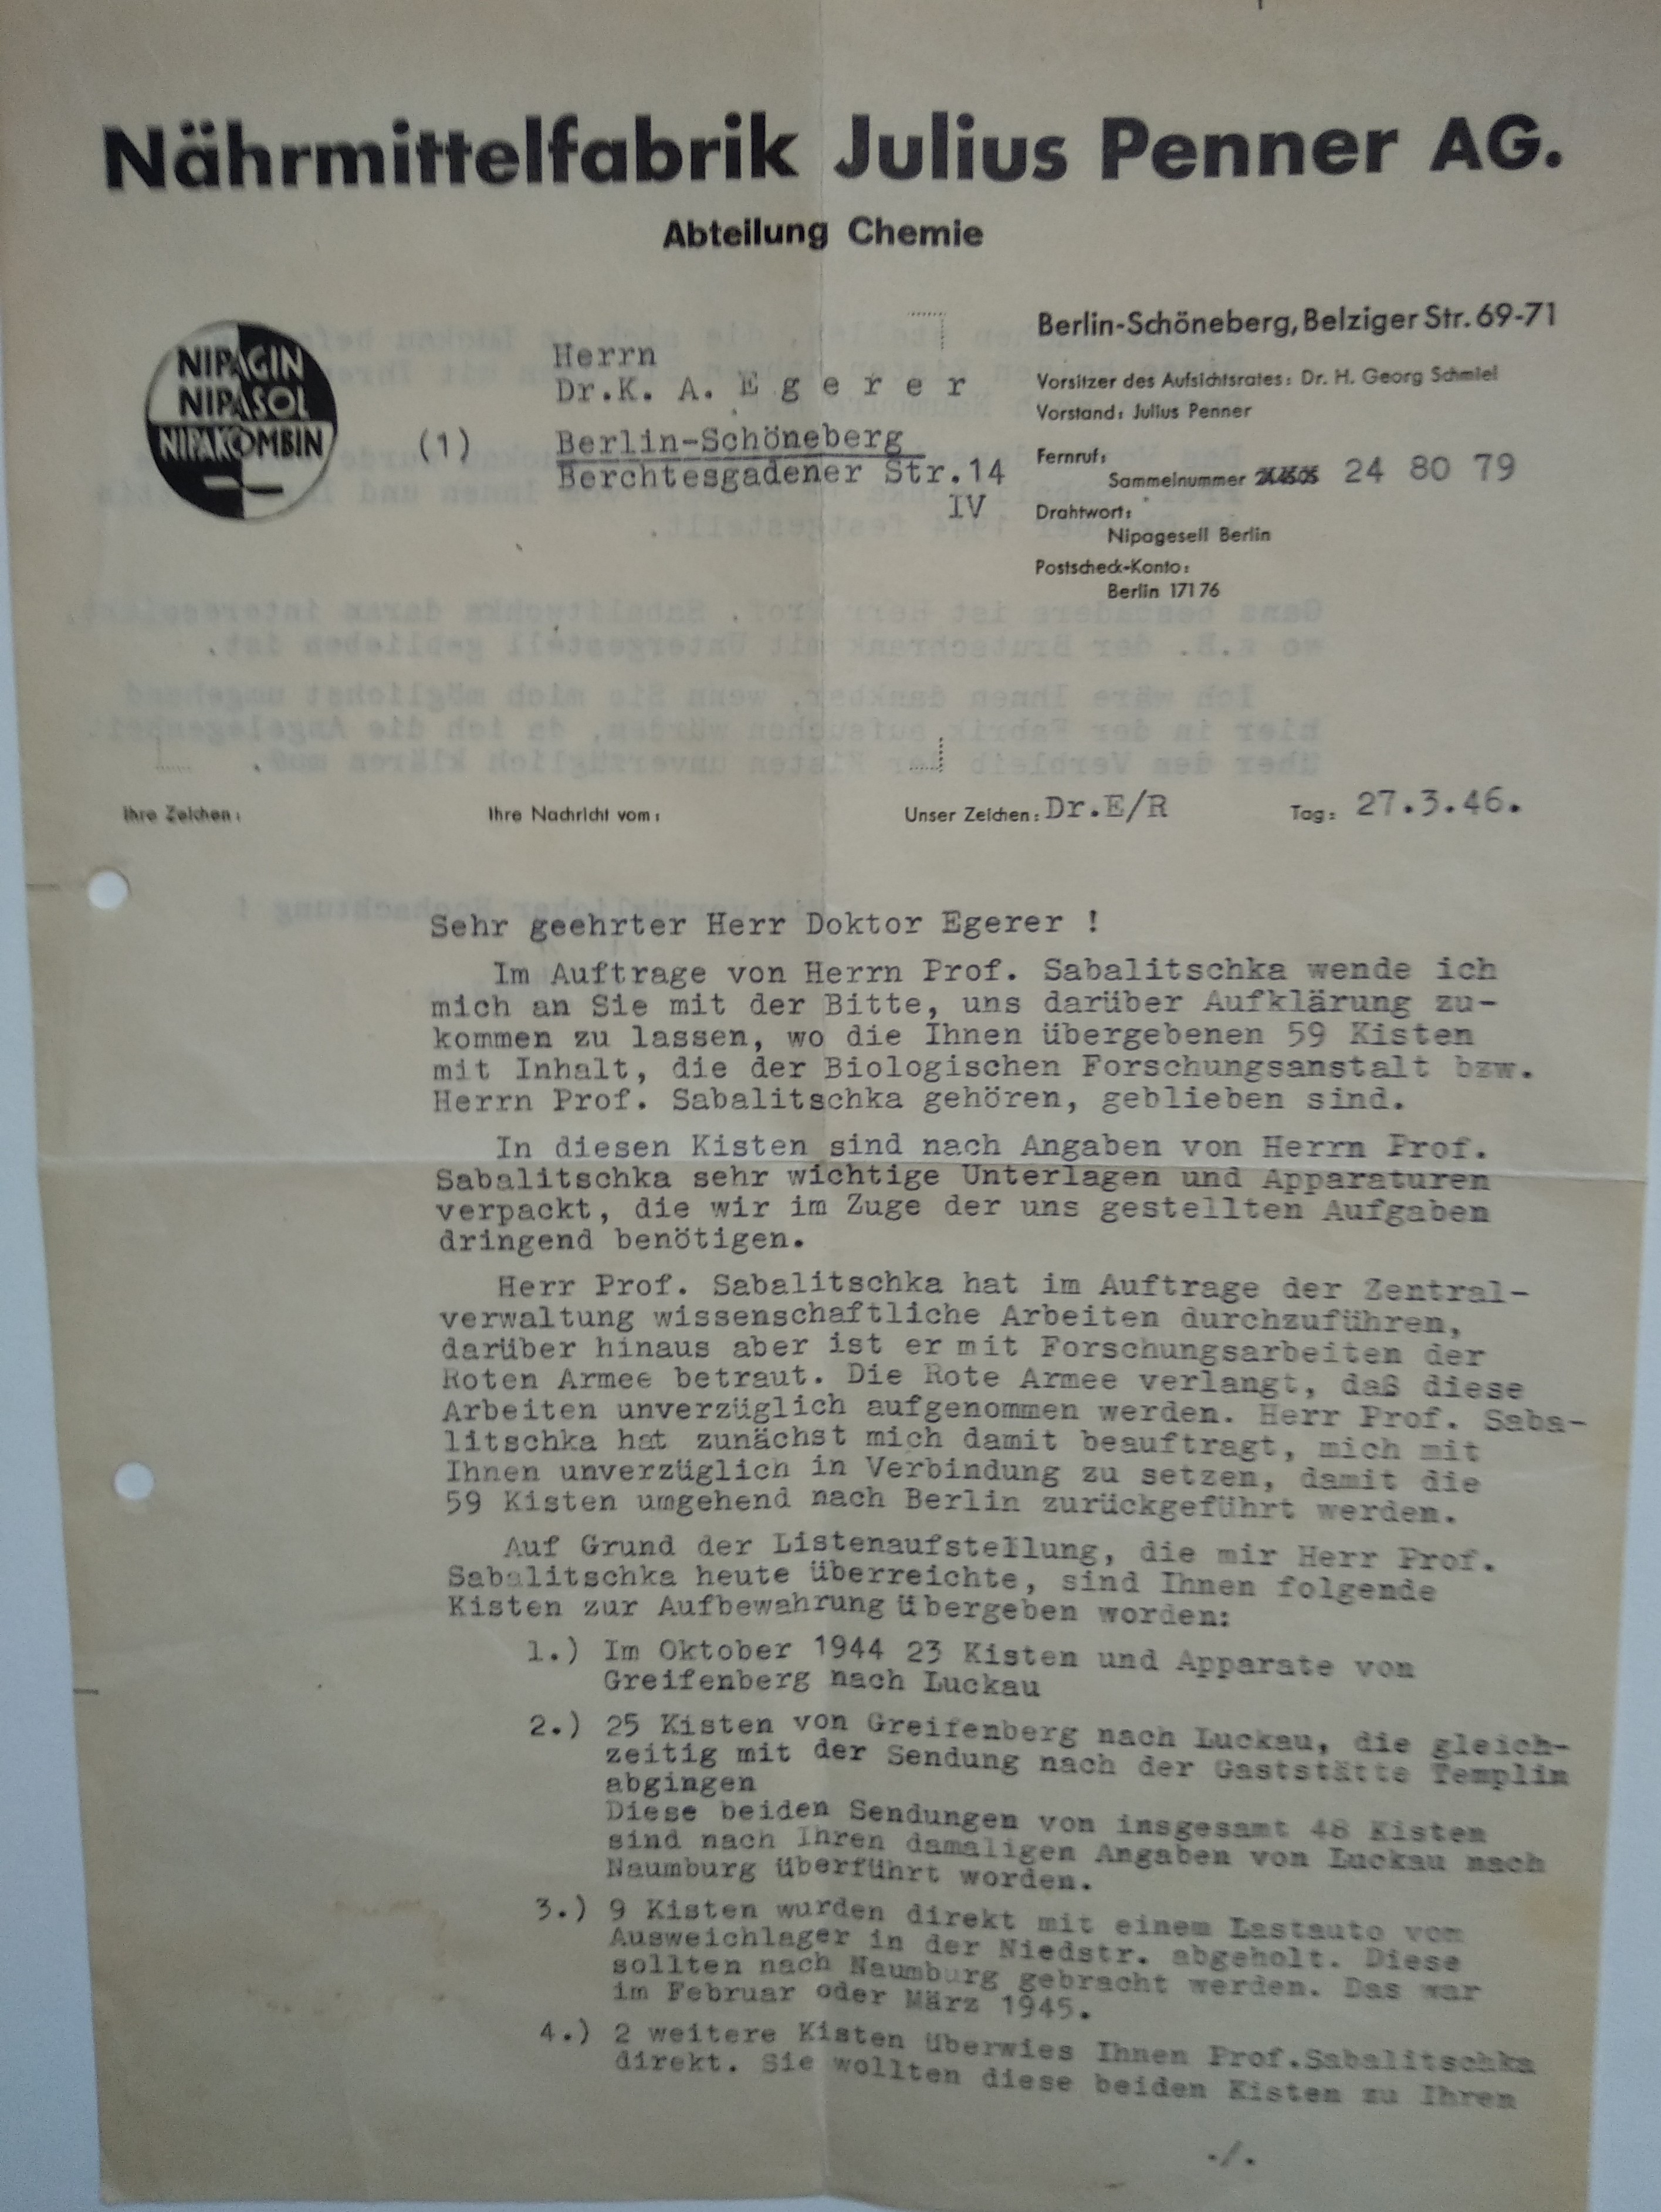 Nährmittelfabrik Julius Penner AG.
Abteilung Chemie
NIPAGIN
NIPASOL
NIPAKOMBIN
Herrn
Dr.K. A. E g e r e r
(1) Berlin-Schöneberg
Berchtesgadener Str.14
IV
Berlin-Schöneberg, Belziger Str. 69-71
Vorsitzer des Aufsichtsrates: Dr. H. Georg Schmiel
Vorstand: Julius Penner
Fernruf:
Sammelnummer 24 80 79
Drahtwort:
Nipagesell Berlin
Postscheck-Konto:
Berlin 171 76
Ihre Zeichen: Ihre Nachricht vom: Unser Zeichen: Dr.E/R Tag: 27.3.46.
Sehr geehrter Herr Doktor Egerer !
Im Auftrage von Herrn Prof. Sabalitschka wende ich
mich an Sie mit der Bitte, uns darüber Aufklärung zu-
kommen zu lassen, wo die Ihnen übergebenen 59 Kisten
mit Inhalt, die der Biologischen Forschungsanstalt bzw.
Herrn Prof. Sabalitschka gehören, geblieben sind.
In diesen Kisten sind nach Angaben von Herrn Prof.
Sabalitschka sehr wichtige Unterlagen und Apparaturen
verpackt, die wir im Zuge der uns gestellten Aufgaben
dringend benötigen.
Herr Prof. Sabalitschka hat im Auftrage der Zentral-
verwaltung wissenschaftliche Arbeiten durchzuführen,
darüber hinaus aber ist er mit Forschungsarbeiten der
Roten Armee betraut. Die Rote Armee verlangt, daß diese
Arbeiten unverzüglich aufgenommen werden. Herr Prof. Saba-
litschka hat zunächst mich damit beauftragt, mich mit
Ihnen unverzüglich in Verbindung zu setzen, damit die
59 Kisten umgehend nach Berlin zurückgeführt werden.
Auf Grund der Listenaufstellung, die mir Herr Prof.
Sabalitschka heute überreichte, sind Ihnen folgende
Kisten zur Aufbewahrung übergeben worden:
1.) Im Oktober 1944 23 Kisten und Apparate von
Greifenberg nach Luckau
2.) 25 Kisten von Greifenberg nach Luckau, die gleich-
zeitig mit der Sendung nach der Gaststätte Templin
abgingen
Diese beiden Sendungen von insgesamt 48 Kisten
sind nach Ihren damaligen Angaben von Luckau nach
Naumburg überführt worden.
3.) 9 Kisten wurden direkt mit einem Lastauto vom
Ausweichlager in der Niedstr. abgeholt. Diese
sollten nach Naumburg gebracht werden. Das war
im Februar oder März 1945.
4.) 2 weitere Kisten überwies Ihnen Prof.Sabalitschka
direkt. Sie wollten diese beiden Kisten zu Ihren
-/.